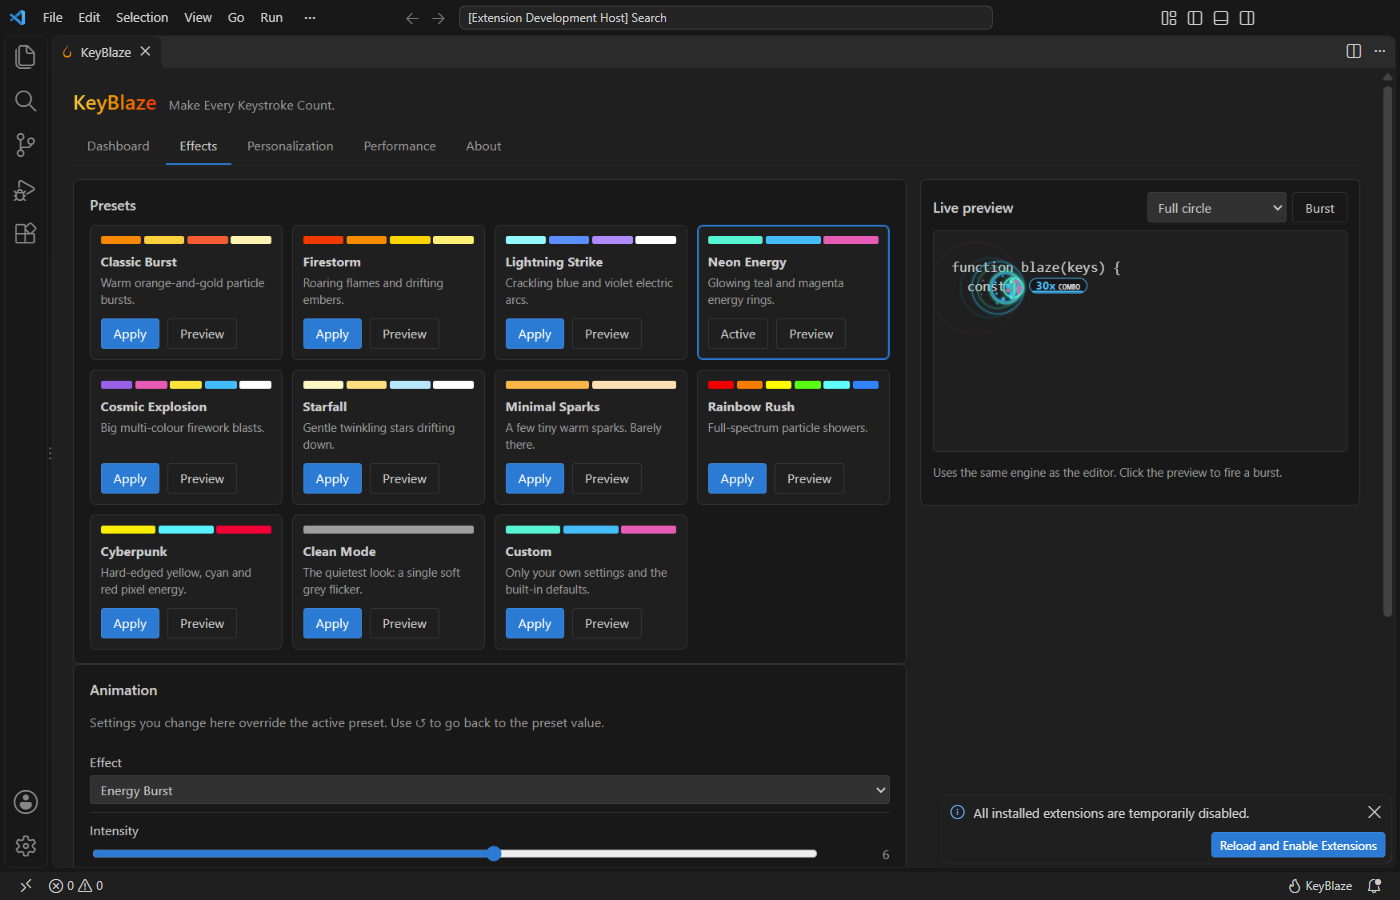 File Edit Selection View Go Run ···
[Extension Development Host] Search
KeyBlaze
KeyBlaze Make Every Keystroke Count.
Dashboard Effects Personalization Performance About
Presets
Classic Burst
Warm orange-and-gold particle
bursts.
Apply Preview
Firestorm
Roaring flames and drifting
embers.
Apply Preview
Lightning Strike
Crackling blue and violet electric
arcs.
Apply Preview
Neon Energy
Glowing teal and magenta
energy rings.
Active Preview
Cosmic Explosion
Big multi-colour firework blasts.
Apply Preview
Starfall
Gentle twinkling stars drifting
down.
Apply Preview
Minimal Sparks
A few tiny warm sparks. Barely
there.
Apply Preview
Rainbow Rush
Full-spectrum particle showers.
Apply Preview
Cyberpunk
Hard-edged yellow, cyan and
red pixel energy.
Apply Preview
Clean Mode
The quietest look: a single soft
grey flicker.
Apply Preview
Custom
Only your own settings and the
built-in defaults.
Apply Preview
Live preview
Full circle
Burst
function blaze(keys) {
const
30x COMBO
Uses the same engine as the editor. Click the preview to fire a burst.
Animation
Settings you change here override the active preset. Use ↺ to go back to the preset value.
Effect
Energy Burst
Intensity
6
All installed extensions are temporarily disabled.
Reload and Enable Extensions
0 0
KeyBlaze